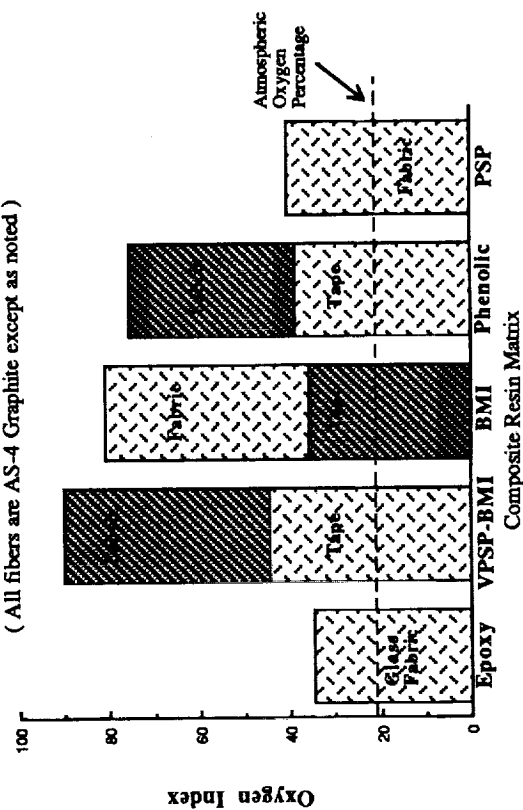 ( All fibers are AS-4 Graphite except as noted )
Atmospheric
Oxygen
Percentage
Oxygen Index
100
80
60
40
20
0
Glass
Fabric
Tape
Fabric
Tape
Fabric
Epoxy
VPSP-BMI
BMI
Phenolic
PSP
Composite Resin Matrix